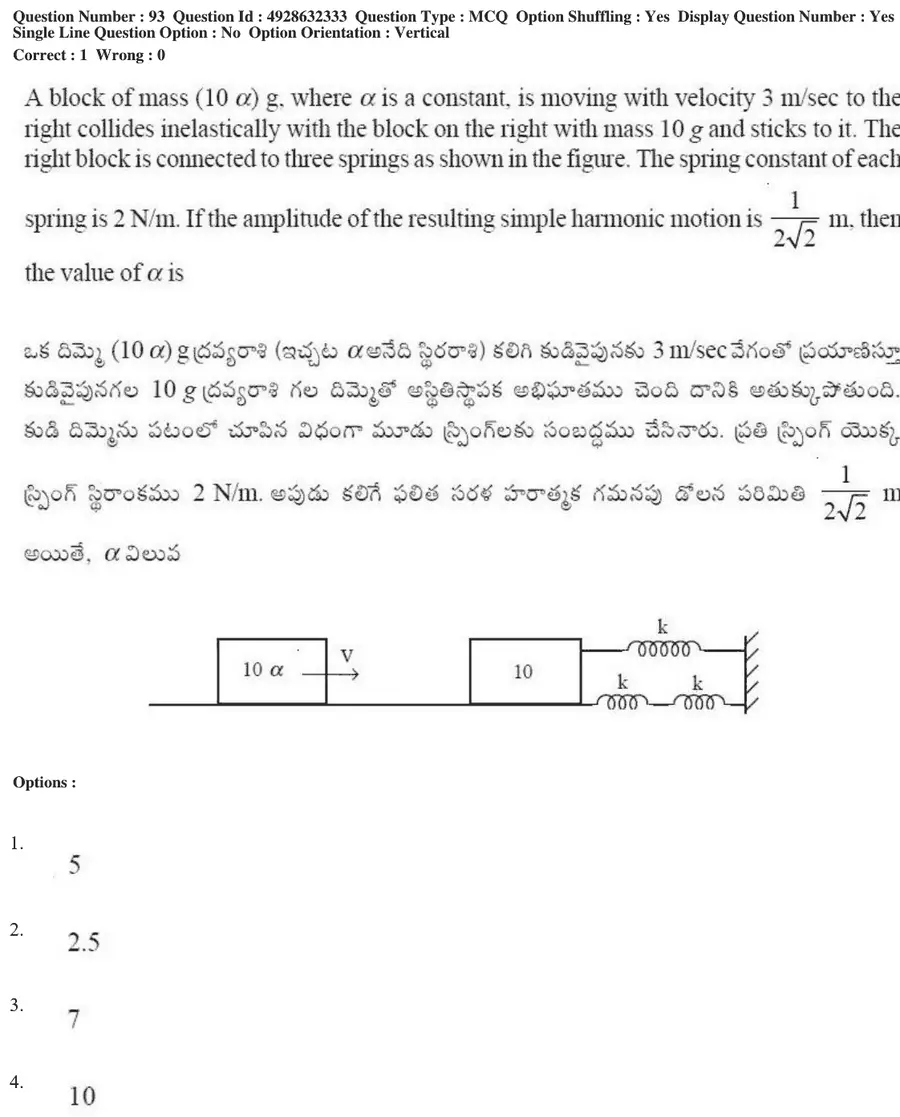 Question Number : 93 Question Id : 4928632333 Question Type : MCQ Option Shuffling : Yes Display Question Number : Yes
Single Line Question Option : No Option Orientation : Vertical
Correct : 1 Wrong : 0
A block of mass (10 α) g, where α is a constant, is moving with velocity 3 m/sec to the
right collides inelastically with the block on the right with mass 10 g and sticks to it. The
right block is connected to three springs as shown in the figure. The spring constant of each
spring is 2 N/m. If the amplitude of the resulting simple harmonic motion is 1/(2√2) m, then
the value of α is
ఒక దిమ్మె (10 α) g ద్రవ్యరాశి (ఇచ్చట α అనేది స్థిరరాశి) కలిగి కుడివైపునకు 3 m/sec వేగంతో ప్రయాణిస్తూ
కుడివైపునగల 10 g ద్రవ్యరాశి గల దిమ్మెతో అస్థితిస్థాపక అభిఘాతము చెంది దానికి అతుక్కుపోతుంది.
కుడి దిమ్మెను పటంలో చూపిన విధంగా మూడు స్ప్రింగ్‌లకు సంబద్ధము చేసినారు. ప్రతి స్ప్రింగ్ యొక్క
స్ప్రింగ్ స్థిరాంకము 2 N/m. అపుడు కలిగే ఫలిత సరళ హరాత్మక గమనపు డోలన పరిమితి 1/(2√2) m
అయితే, α విలువ
k
10 α V 10
k k
Options :
1. 5
2. 2.5
3. 7
4. 10